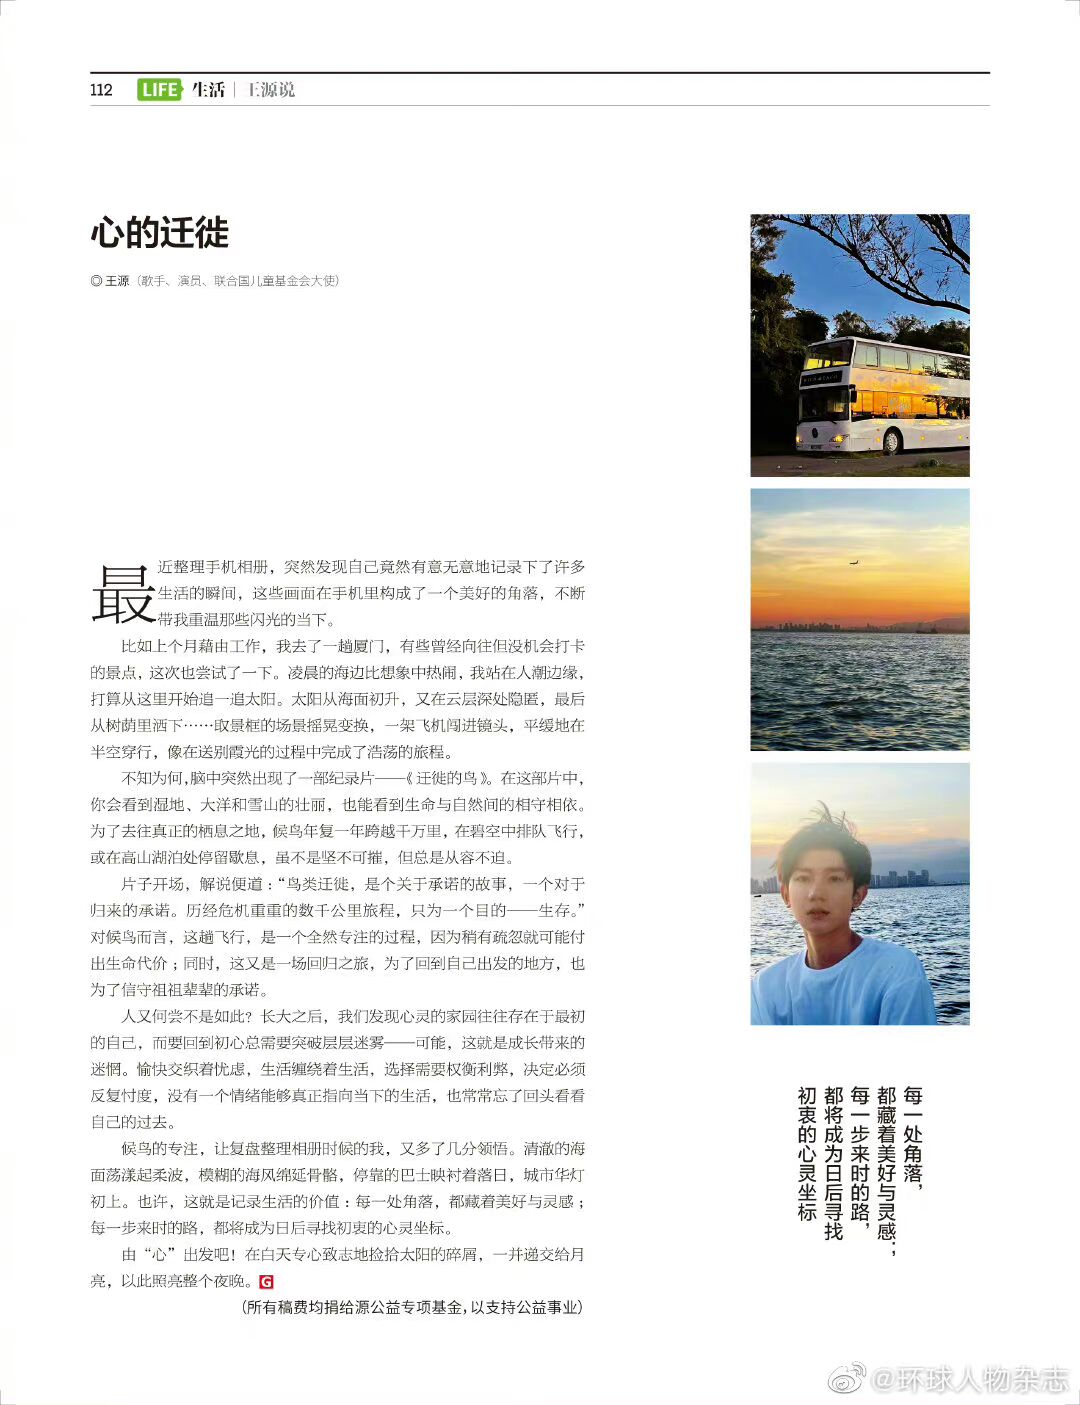 112 LIFE 生活 | 王源说
心的迁徙
◎ 王源（歌手、演员、联合国儿童基金会大使）
最近整理手机相册，突然发现自己竟然有意无意地记录下了许多
生活的瞬间，这些画面在手机里构成了一个美好的角落，不断
带我重温那些闪光的当下。
比如上个月藉由工作，我去了一趟厦门，有些曾经向往但没机会打卡
的景点，这次也尝试了一下。凌晨的海边比想象中热闹，我站在人潮边缘，
打算从这里开始追一追太阳。太阳从海面初升，又在云层深处隐匿，最后
从树荫里洒下……取景框的场景摇晃变换，一架飞机闯进镜头，平缓地在
半空穿行，像在送别霞光的过程中完成了浩荡的旅程。
不知为何，脑中突然出现了一部纪录片——《迁徙的鸟》。在这部片中，
你会看到湿地、大洋和雪山的壮丽，也能看到生命与自然间的相守相依。
为了去往真正的栖息之地，候鸟年复一年跨越千万里，在碧空中排队飞行，
或在高山湖泊处停留歇息，虽不是坚不可摧，但总是从容不迫。
片子开场，解说便道：“鸟类迁徙，是个关于承诺的故事，一个对于
归来的承诺。历经危机重重的数千公里旅程，只为一个目的——生存。”
对候鸟而言，这趟飞行，是一个全然专注的过程，因为稍有疏忽就可能付
出生命代价；同时，这又是一场回归之旅，为了回到自己出发的地方，也
为了信守祖祖辈辈的承诺。
人又何尝不是如此？长大之后，我们发现心灵的家园往往存在于最初
的自己，而要回到初心总需要突破层层迷雾——可能，这就是成长带来的
迷惘。愉快交织着忧虑，生活缠绕着生活，选择需要权衡利弊，决定必须
反复忖度，没有一个情绪能够真正指向当下的生活，也常常忘了回头看看
自己的过去。
候鸟的专注，让复盘整理相册时候的我，又多了几分领悟。清澈的海
面荡漾起柔波，模糊的海风绵延骨骼，停靠的巴士映衬着落日，城市华灯
初上。也许，这就是记录生活的价值：每一处角落，都藏着美好与灵感；
每一步来时的路，都将成为日后寻找初衷的心灵坐标。
由“心”出发吧！在白天专心致志地捡拾太阳的碎屑，一并递交给月
亮，以此照亮整个夜晚。G
（所有稿费均捐给源公益专项基金，以支持公益事业）
每一处角落，
都藏着美好与灵感；
每一步来时的路，
都将成为日后寻找
初衷的心灵坐标
@环球人物杂志